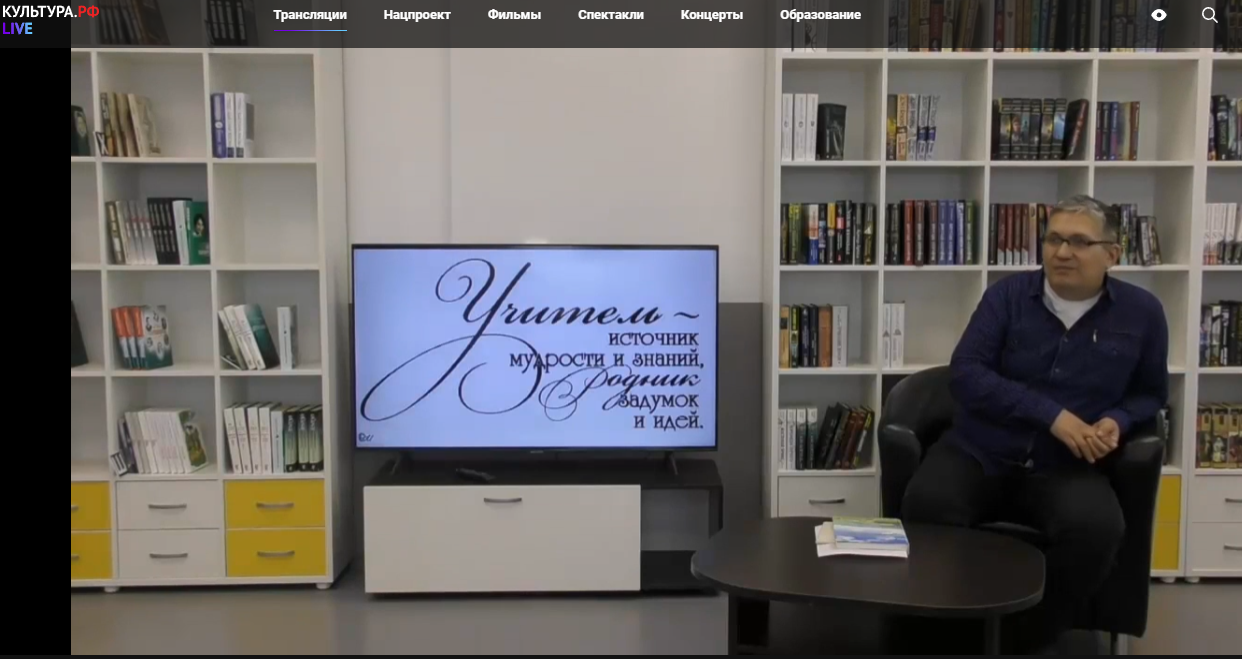 КУЛЬТУРА.РФ
LIVE
Трансляции Нацпроект Фильмы Спектакли Концерты Образование
Учитель ~
источник
мудрости и знаний,
Родник
задумок
и идей.